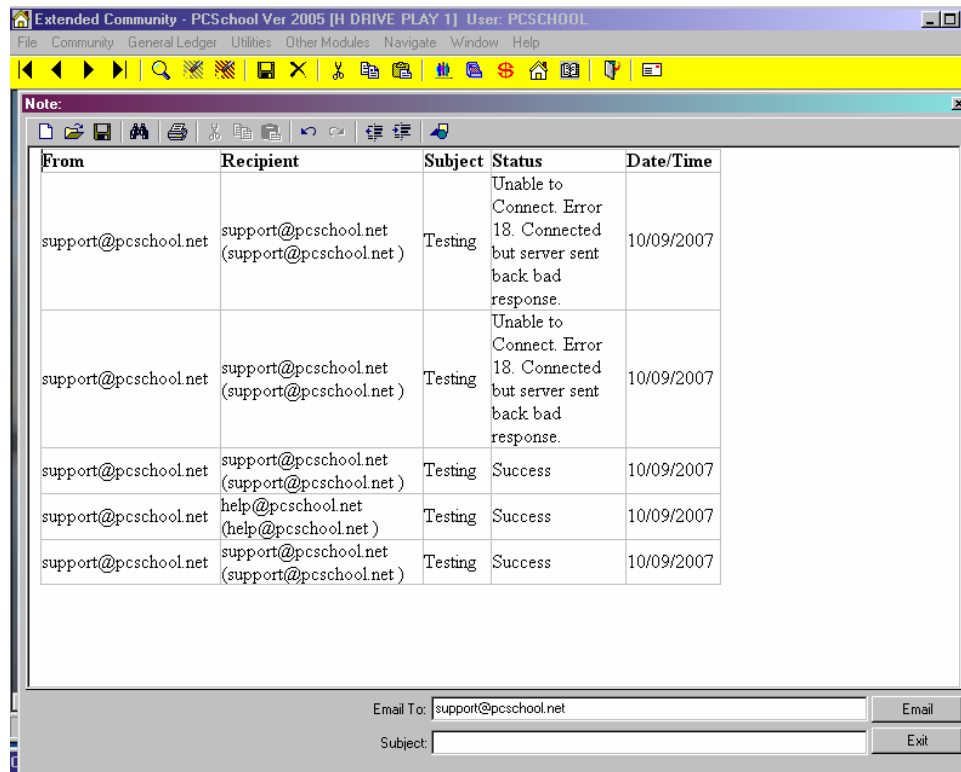 Extended Community - PCSchool Ver 2005 [H DRIVE PLAY 1] User: PCSCHOOL
File Community General Ledger Utilities Other Modules Navigate Window Help
Note:
From Recipient Subject Status Date/Time
support@pcschool.net support@pcschool.net (support@pcschool.net ) Testing Unable to Connect. Error 18. Connected but server sent back bad response. 10/09/2007
support@pcschool.net support@pcschool.net (support@pcschool.net ) Testing Unable to Connect. Error 18. Connected but server sent back bad response. 10/09/2007
support@pcschool.net support@pcschool.net (support@pcschool.net ) Testing Success 10/09/2007
support@pcschool.net help@pcschool.net (help@pcschool.net ) Testing Success 10/09/2007
support@pcschool.net support@pcschool.net (support@pcschool.net ) Testing Success 10/09/2007
Email To: support@pcschool.net Email
Subject: Exit